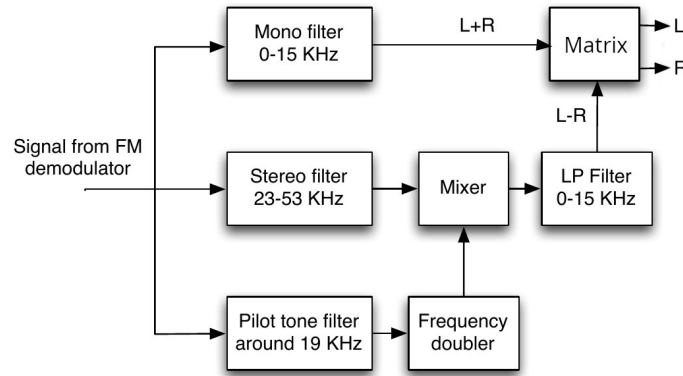 Mono filter
0-15 KHz
L+R
Matrix
L
R
L-R
Signal from FM
demodulator
Stereo filter
23-53 KHz
Mixer
LP Filter
0-15 KHz
Pilot tone filter
around 19 KHz
Frequency
doubler